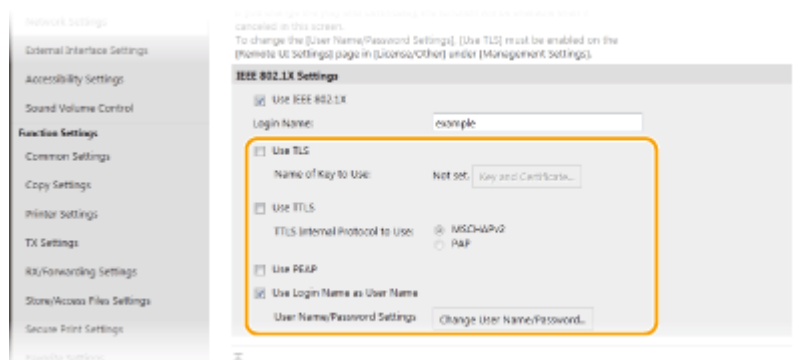 Network Settings
External Interface Settings
Accessibility Settings
Sound Volume Control
Function Settings
Common Settings
Copy Settings
Printer Settings
TX Settings
RX/Forwarding Settings
Store/Access Files Settings
Secure Print Settings
canceled in this screen.
To change the [User Name/Password Settings], [Use TLS] must be enabled on the
[Remote UI Settings] page in [License/Other] under [Management Settings].
IEEE 802.1X Settings
Use IEEE 802.1X
Login Name: example
Use TLS
Name of Key to Use: Not set. Key and Certificate...
Use TTLS
TTLS Internal Protocol to Use: MSCHAPv2
PAP
Use PEAP
Use Login Name as User Name
User Name/Password Settings Change User Name/Password...